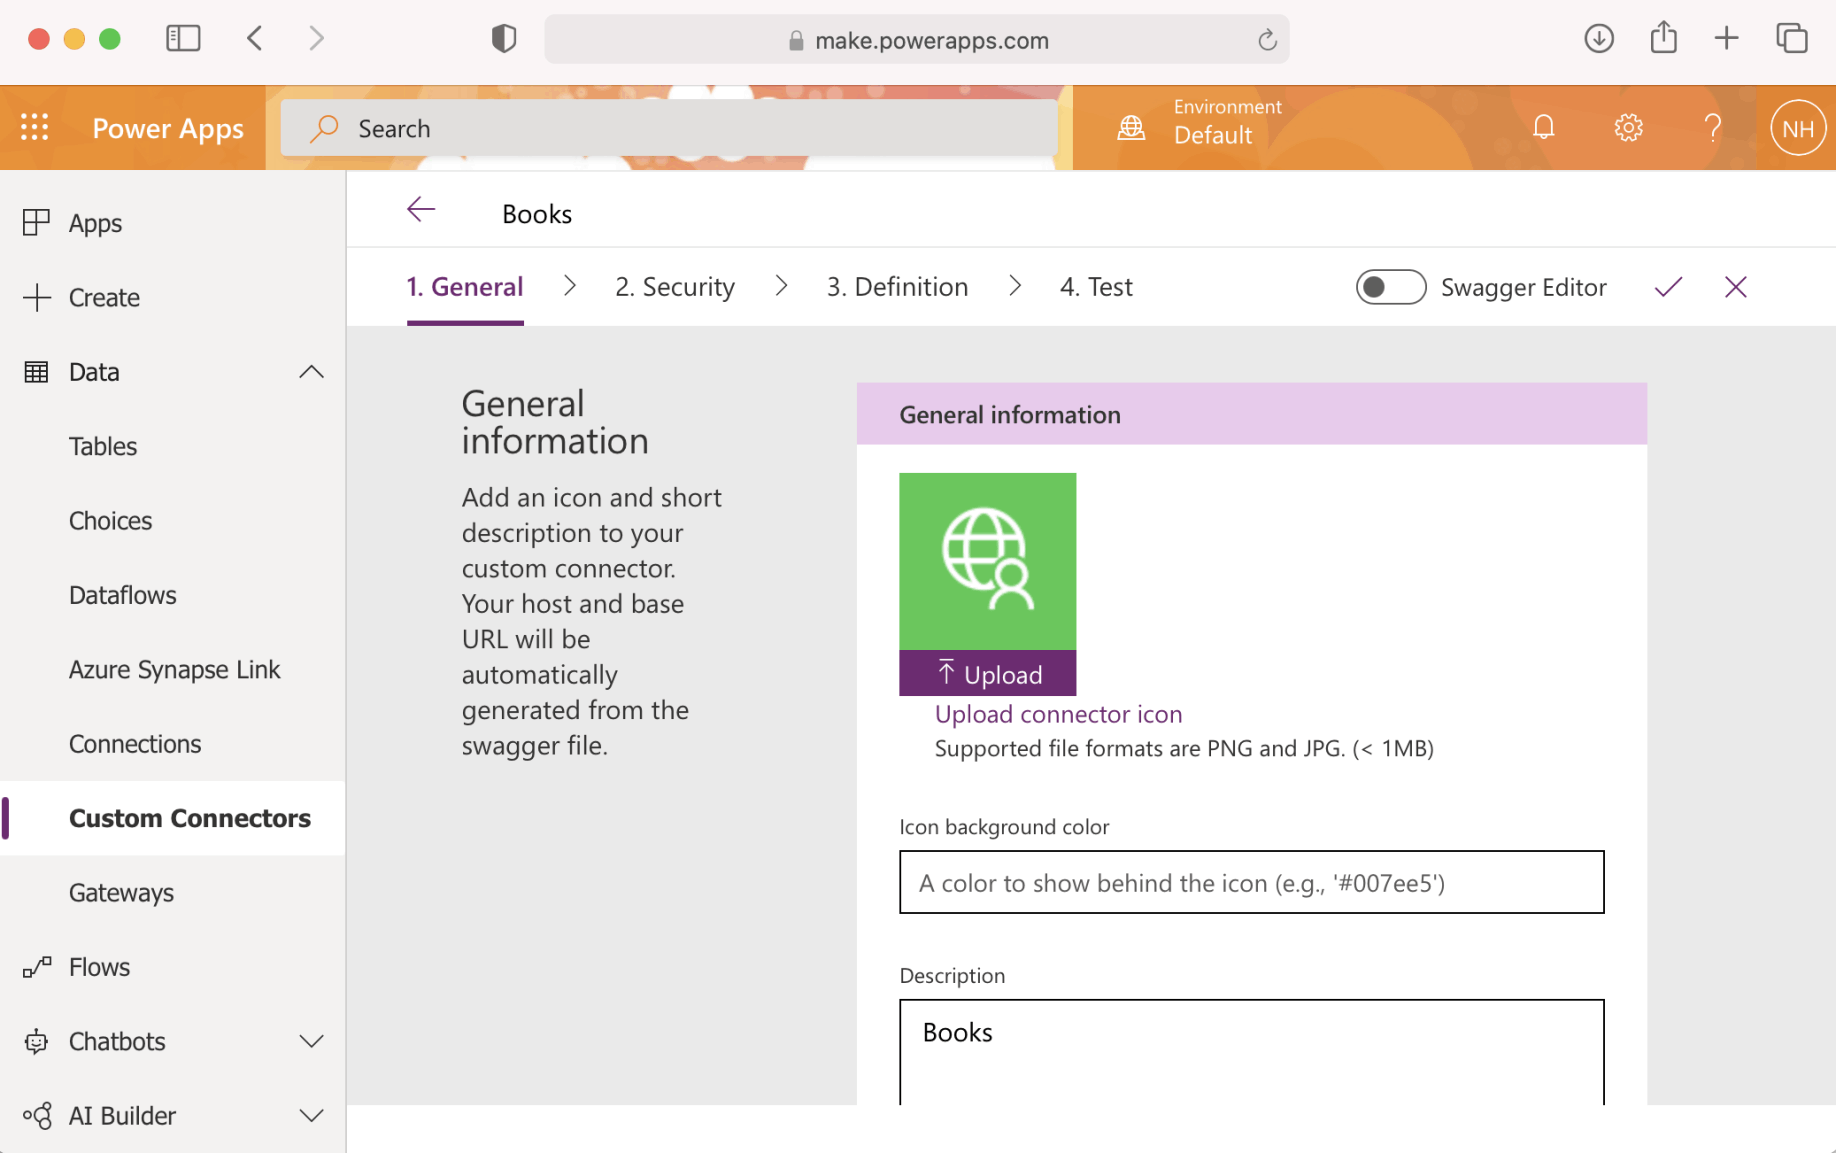 make.powerapps.com
Power Apps
Search
Environment
Default
NH
Apps
Create
Data
Tables
Choices
Dataflows
Azure Synapse Link
Connections
Custom Connectors
Gateways
Flows
Chatbots
AI Builder
Books
1. General
2. Security
3. Definition
4. Test
Swagger Editor
General
information
Add an icon and short
description to your
custom connector.
Your host and base
URL will be
automatically
generated from the
swagger file.
General information
Upload
Upload connector icon
Supported file formats are PNG and JPG. (< 1MB)
Icon background color
A color to show behind the icon (e.g., '#007ee5')
Description
Books